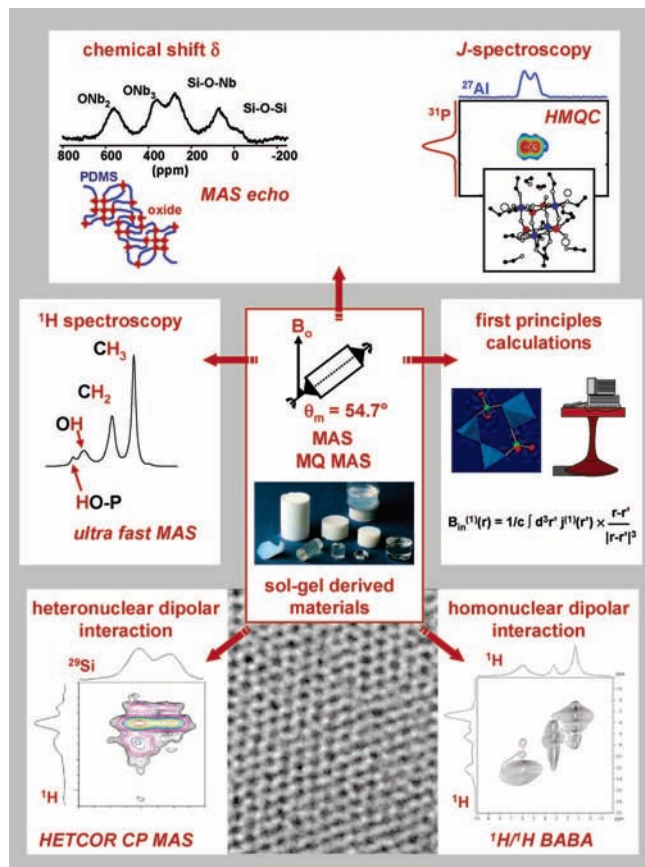 chemical shift δ
ONb2
ONb3
Si-O-Nb
Si-O-Si
800 600 400 200 0 -200
(ppm)
PDMS
oxide
MAS echo
J-spectroscopy
27Al
31P
HMQC
1H spectroscopy
CH3
CH2
OH
HO-P
ultra fast MAS
Bo
θm = 54.7°
MAS
MQ MAS
sol-gel derived
materials
first principles
calculations
Bin(1)(r) = 1/c ∫ d3r' j(1)(r') × r-r'
|r-r'|3
heteronuclear dipolar
interaction
29Si
1H
HETCOR CP MAS
homonuclear dipolar
interaction
1H
1H
1H/1H BABA